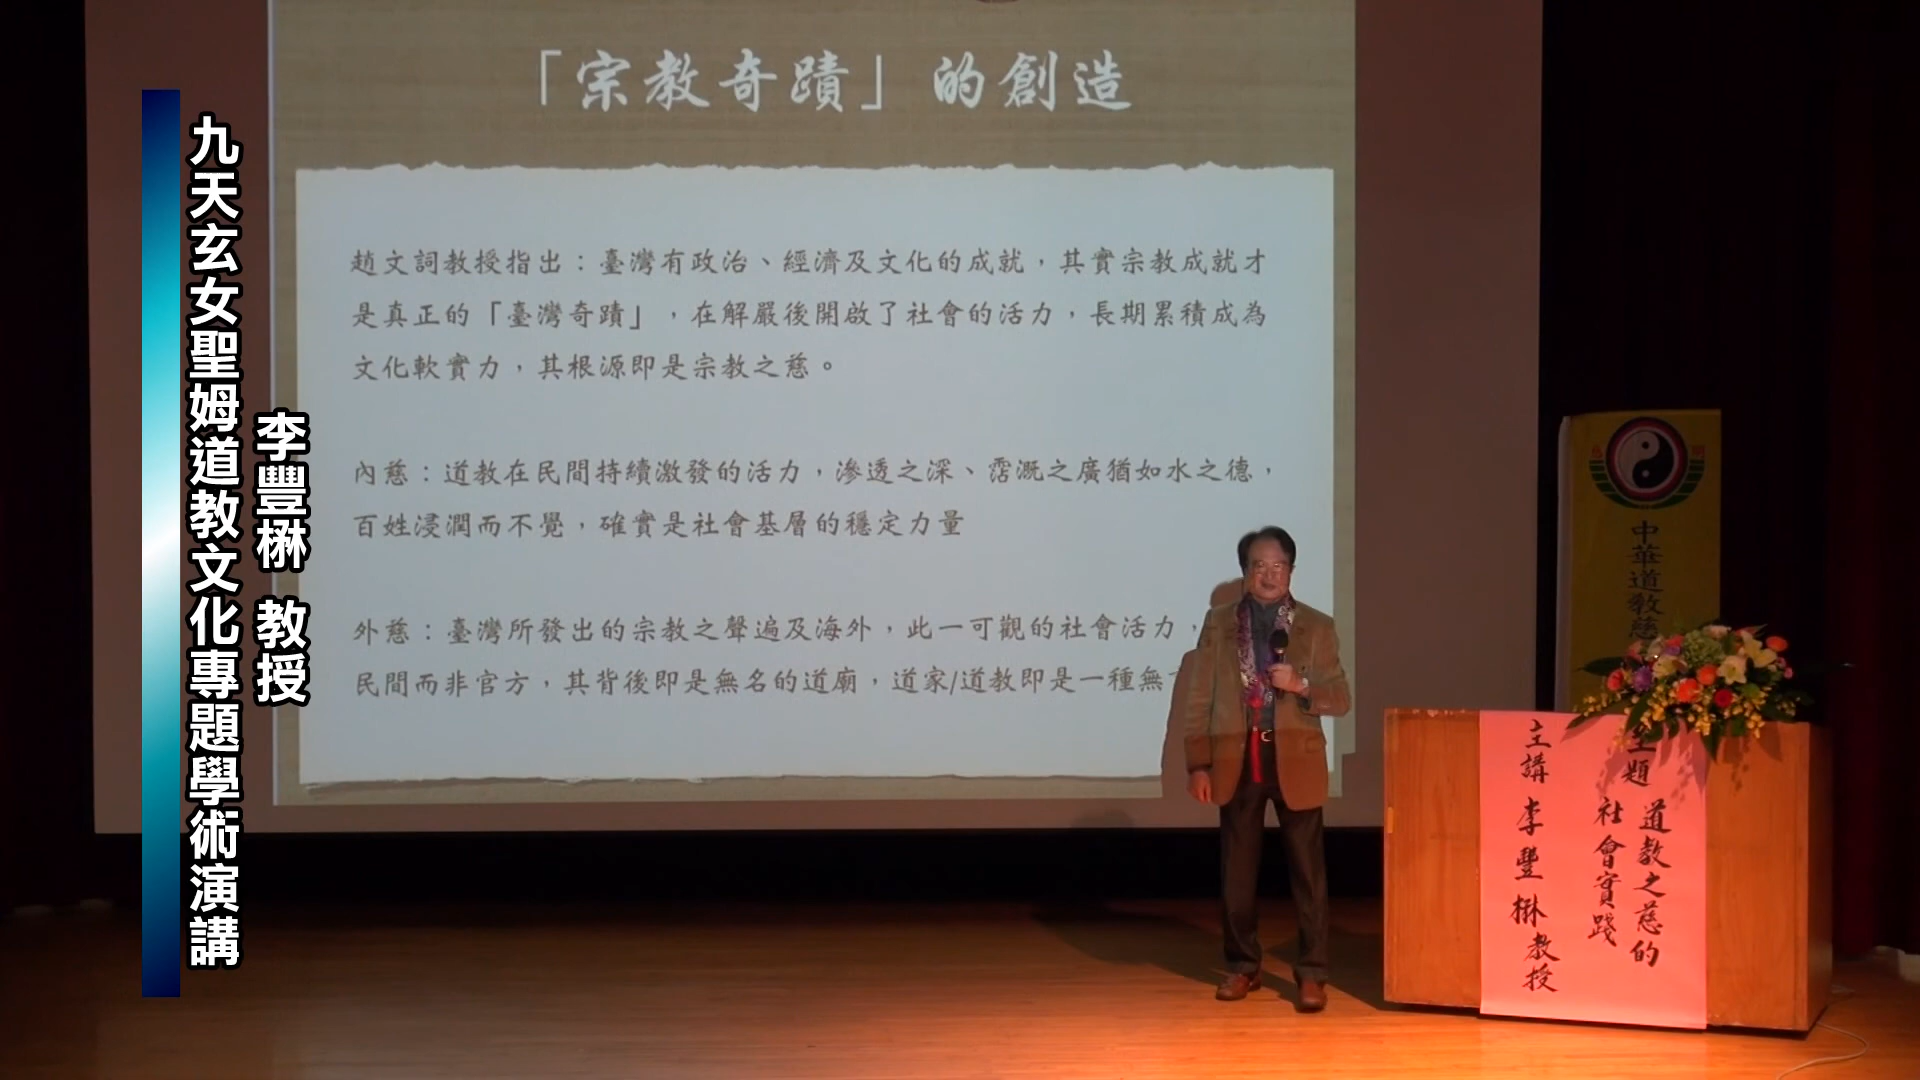 「宗教奇蹟」的創造
趙文詞教授指出：臺灣有政治、經濟及文化的成就，其實宗教成就才
是真正的「臺灣奇蹟」，在解嚴後開啟了社會的活力，長期累積成為
文化軟實力，其根源即是宗教之慈。
內慈：道教在民間持續激發的活力，滲透之深、霑溉之廣猶如水之德，
百姓浸潤而不覺，確實是社會基層的穩定力量
外慈：臺灣所發出的宗教之聲遍及海外，此一可觀的社會活力，
民間而非官方，其背後即是無名的道廟，道家/道教即是一種無
九天玄女聖姆道教文化專題學術演講
李豐楙 教授
中華道教慈
主題 道教之慈的
社會實踐
主講 李豐楙教授